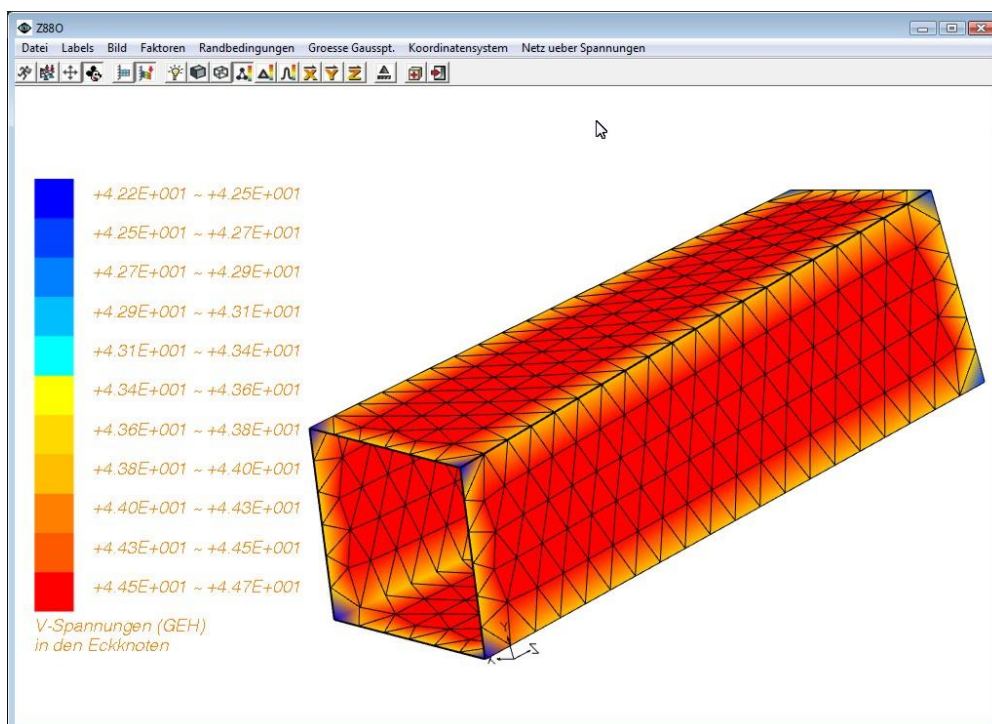 Z88O
Datei Labels Bild Faktoren Randbedingungen Groesse Gausspt. Koordinatensystem Netz ueber Spannungen
X Y Z
+4.22E+001 ~ +4.25E+001
+4.25E+001 ~ +4.27E+001
+4.27E+001 ~ +4.29E+001
+4.29E+001 ~ +4.31E+001
+4.31E+001 ~ +4.34E+001
+4.34E+001 ~ +4.36E+001
+4.36E+001 ~ +4.38E+001
+4.38E+001 ~ +4.40E+001
+4.40E+001 ~ +4.43E+001
+4.43E+001 ~ +4.45E+001
+4.45E+001 ~ +4.47E+001
V-Spannungen (GEH)
in den Eckknoten
Y
X
Z